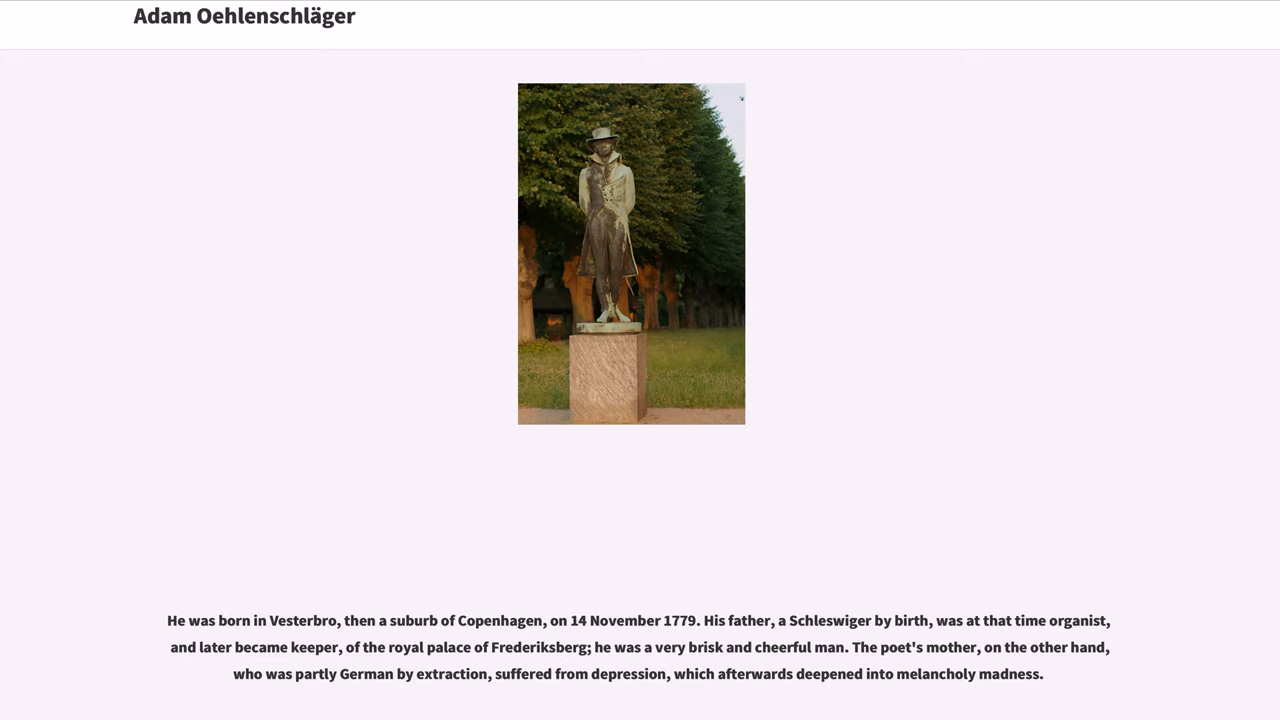 Adam Oehlenschläger
He was born in Vesterbro, then a suburb of Copenhagen, on 14 November 1779. His father, a Schleswiger by birth, was at that time organist,
and later became keeper, of the royal palace of Frederiksberg; he was a very brisk and cheerful man. The poet's mother, on the other hand,
who was partly German by extraction, suffered from depression, which afterwards deepened into melancholy madness.